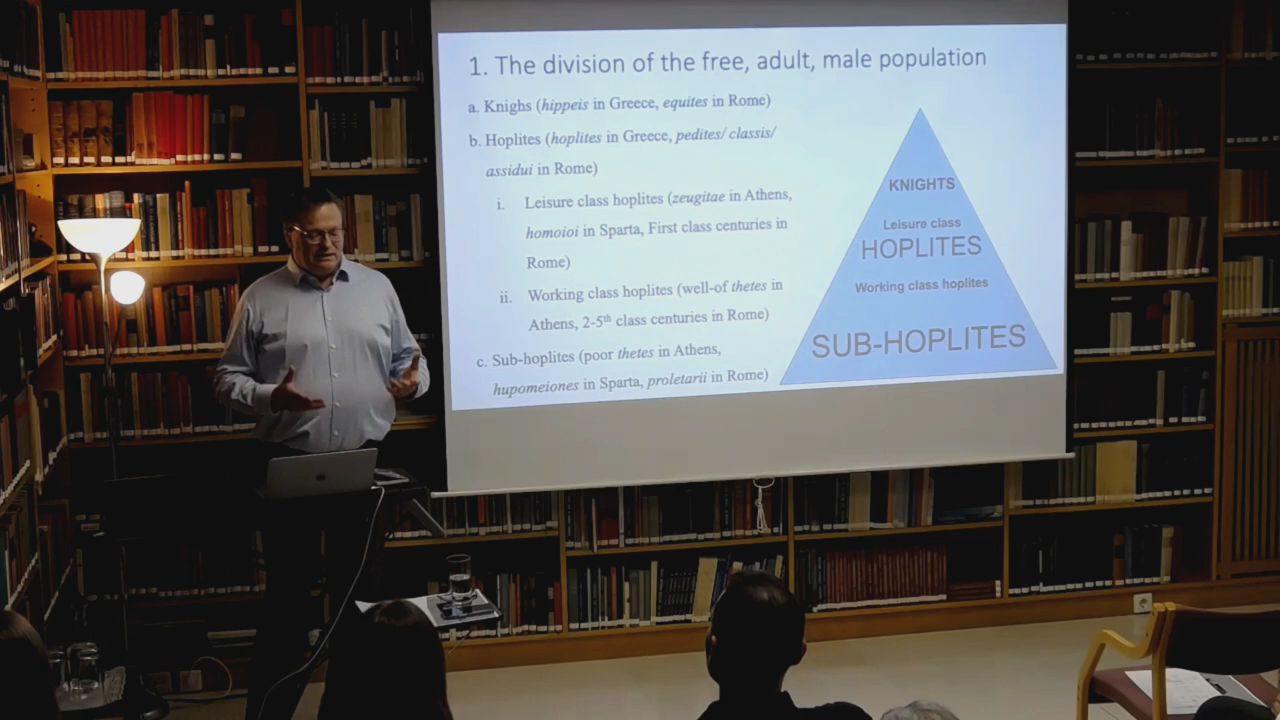 1. The division of the free, adult, male population
a. Knighs (hippeis in Greece, equites in Rome)
b. Hoplites (hoplites in Greece, pedites/ classis/
assidui in Rome)
i. Leisure class hoplites (zeugitae in Athens,
homoioi in Sparta, First class centuries in
Rome)
ii. Working class hoplites (well-of thetes in
Athens, 2-5th class centuries in Rome)
c. Sub-hoplites (poor thetes in Athens,
hupomeiones in Sparta, proletarii in Rome)
KNIGHTS
Leisure class
HOPLITES
Working class hoplites
SUB-HOPLITES